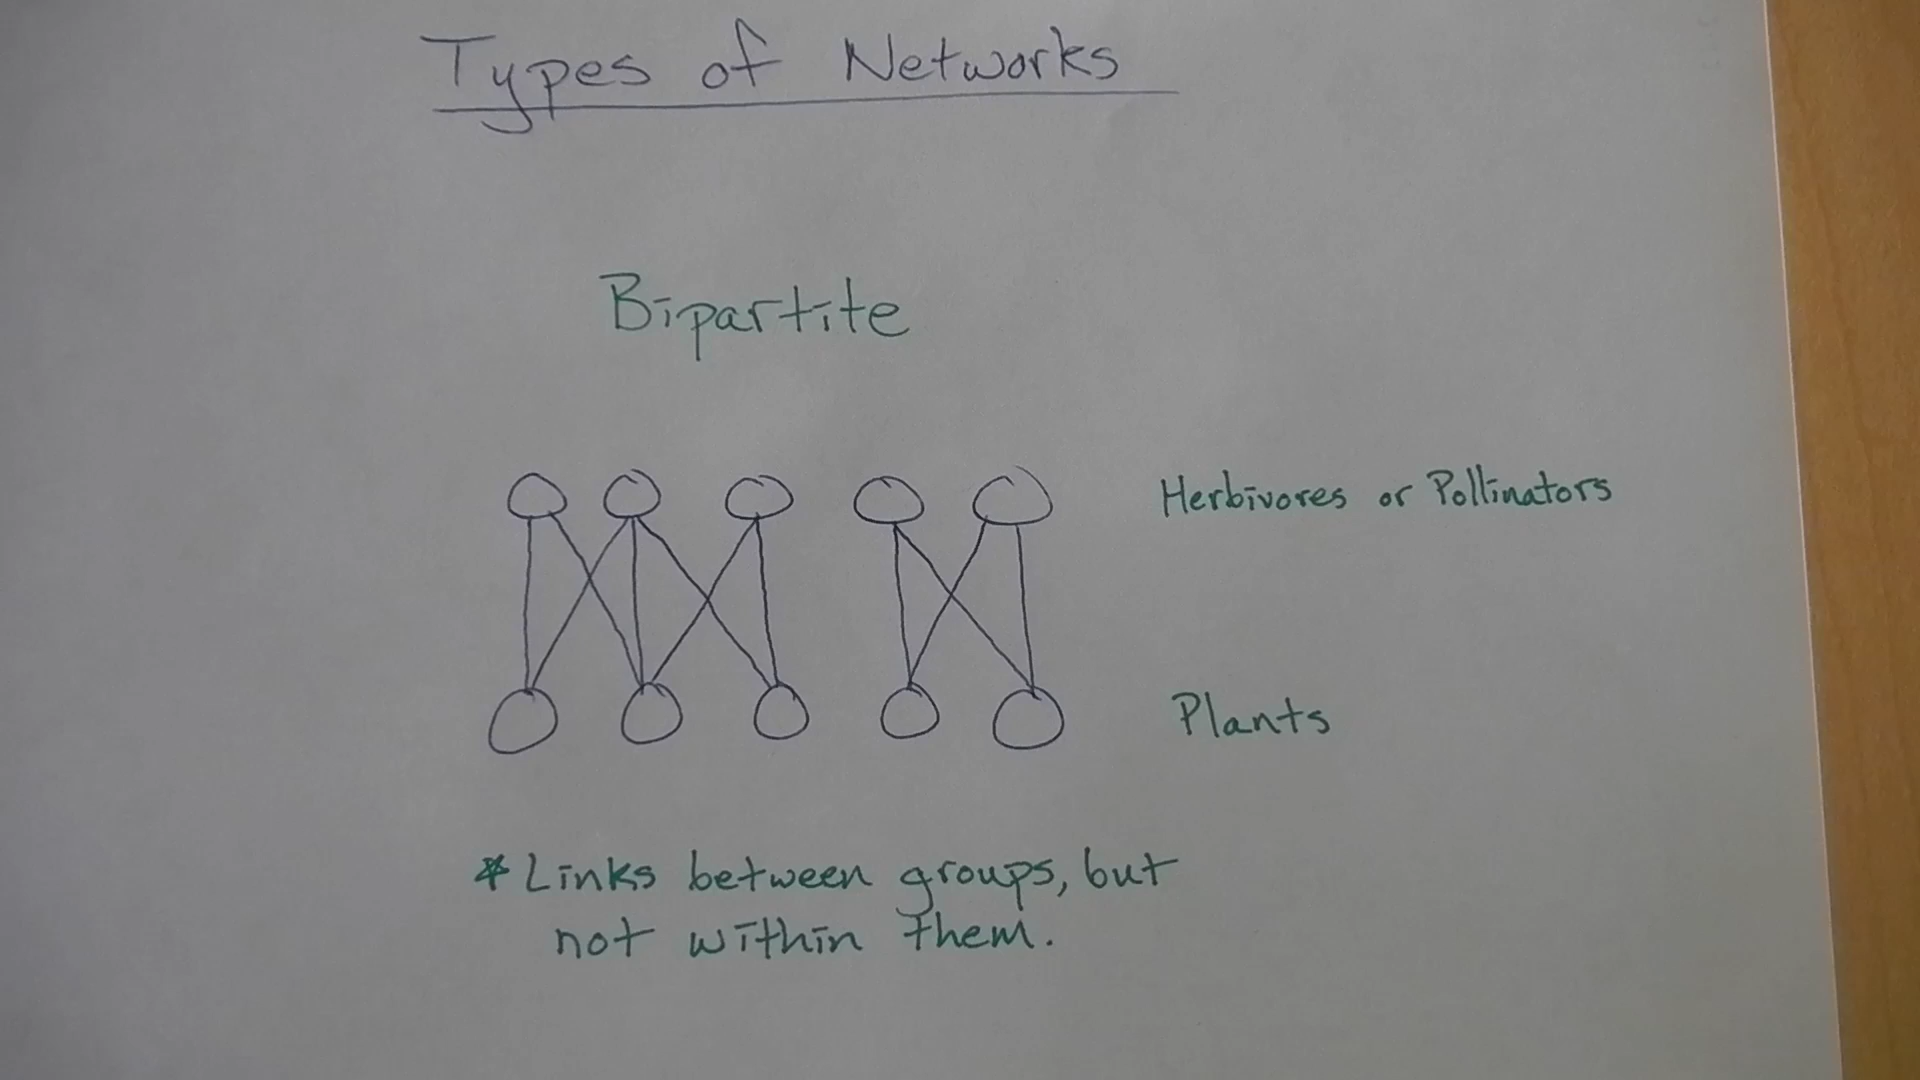 Types of Networks
Bipartite
Herbivores or Pollinators
Plants
* Links between groups, but
not within them.